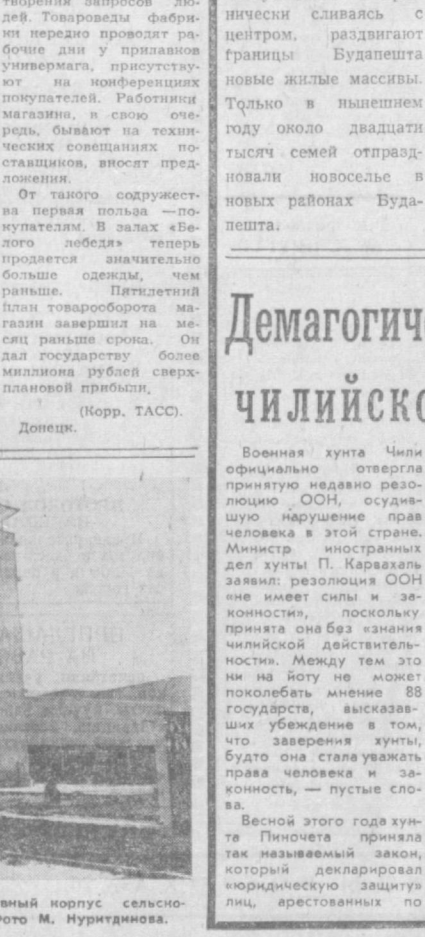 творения запросов лю-
дей. Товароведы фабри-
ки нередко проводят ра-
бочие дни у прилавков
универмага, присутству-
ют на конференциях
покупателей. Работники
магазина, в свою оче-
редь, бывают на техни-
ческих совещаниях по-
ставщиков, вносят пред-
ложения.
От такого содружест-
ва первая польза —по-
купателям. В залах «Бе-
лого лебедя» теперь
продается значительно
больше одежды, чем
раньше. Пятилетний
план товарооборота ма-
газин завершил на ме-
сяц раньше срока. Он
дал государству более
миллиона рублей сверх-
плановой прибыли.
(Корр. ТАСС).
Донецк.
вный корпус сельско-
ото М. Нуритдинова.
нически сливаясь с
центром, раздвигают
границы Будапешта
новые жилые массивы.
Только в нынешнем
году около двадцати
тысяч семей отпразд-
новали новоселье в
новых районах Буда-
пешта.
Демагогич
чилийско
Военная хунта Чили
официально отвергла
принятую недавно резо-
люцию ООН, осудив-
шую нарушение прав
человека в этой стране.
Министр иностранных
дел хунты П. Карвахаль
заявил: резолюция ООН
«не имеет силы и за-
конности», поскольку
принята она без «знания
чилийской действитель-
ности». Между тем это
ни на йоту не может
поколебать мнение 88
государств, высказав-
ших убеждение в том,
что заверения хунты,
будто она стала уважать
права человека и за-
конность, — пустые сло-
ва.
Весной этого года хун-
та Пиночета приняла
так называемый закон,
который декларировал
«юридическую защиту»
лиц, арестованных по